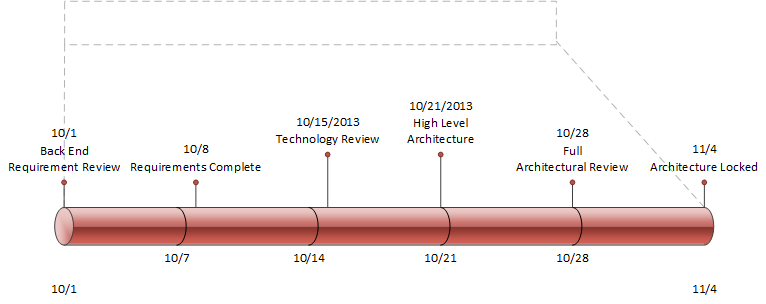 10/1
Back End
Requirement Review
10/8
Requirements Complete
10/15/2013
Technology Review
10/21/2013
High Level
Architecture
10/28
Full
Architectural Review
11/4
Architecture Locked
10/7
10/14
10/21
10/28
10/1
11/4